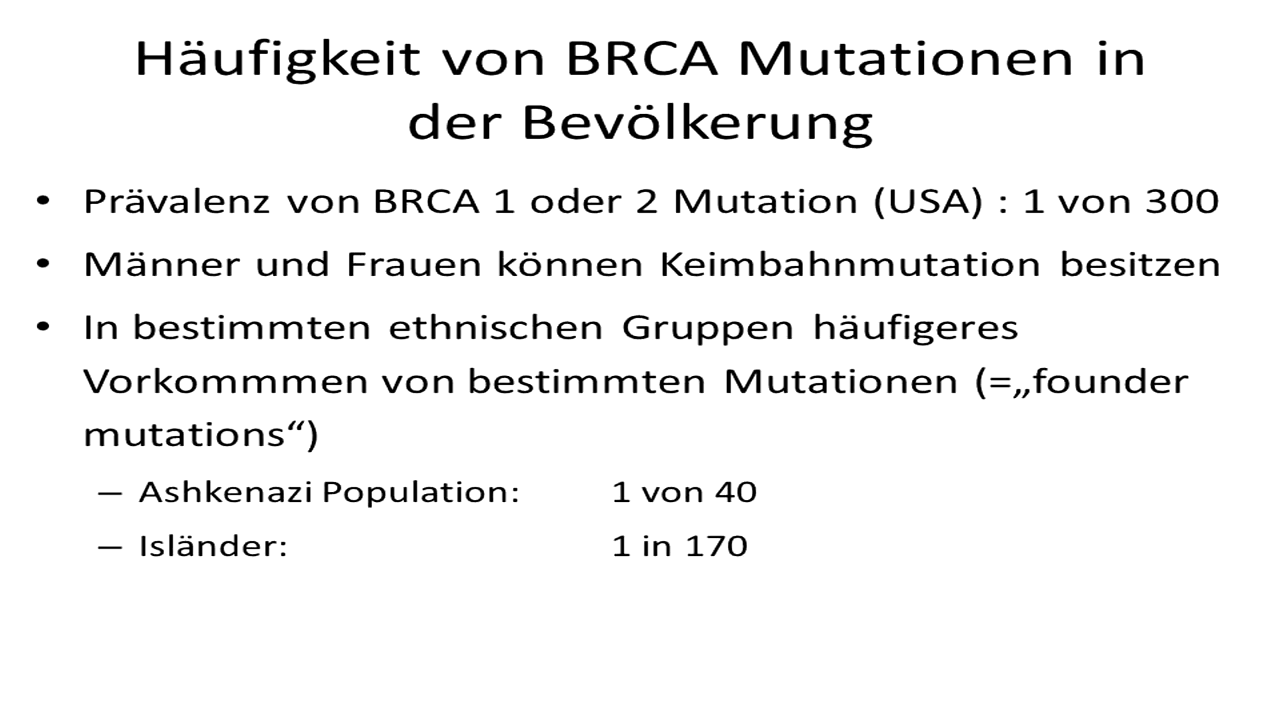 Häufigkeit von BRCA Mutationen in
der Bevölkerung
• Prävalenz von BRCA 1 oder 2 Mutation (USA) : 1 von 300
• Männer und Frauen können Keimbahnmutation besitzen
• In bestimmten ethnischen Gruppen häufigeres
Vorkommmen von bestimmten Mutationen (=„founder
mutations“)
– Ashkenazi Population: 1 von 40
– Isländer: 1 in 170